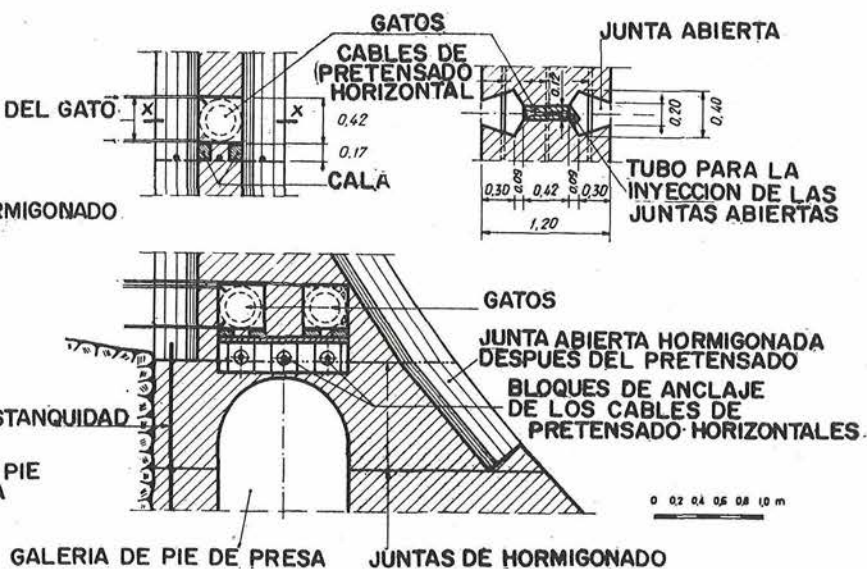 GATOS
CABLES DE
PRETENSADO
HORIZONTAL
DEL GATO
X
X
0,42
0.17
CALA
RMIGONADO
JUNTA ABIERTA
0,12
0,20
0,40
TUBO PARA LA
INYECCION DE LAS
JUNTAS ABIERTAS
0,30
0,09
0,42
0,09
0,30
1,20
GATOS
JUNTA ABIERTA HORMIGONADA
DESPUES DEL PRETENSADO
BLOQUES DE ANCLAJE
DE LOS CABLES DE
PRETENSADO HORIZONTALES
STANQUIDAD
PIE
A
0 0,2 0,4 0,6 0,8 1,0 m
GALERIA DE PIE DE PRESA
JUNTAS DE HORMIGONADO